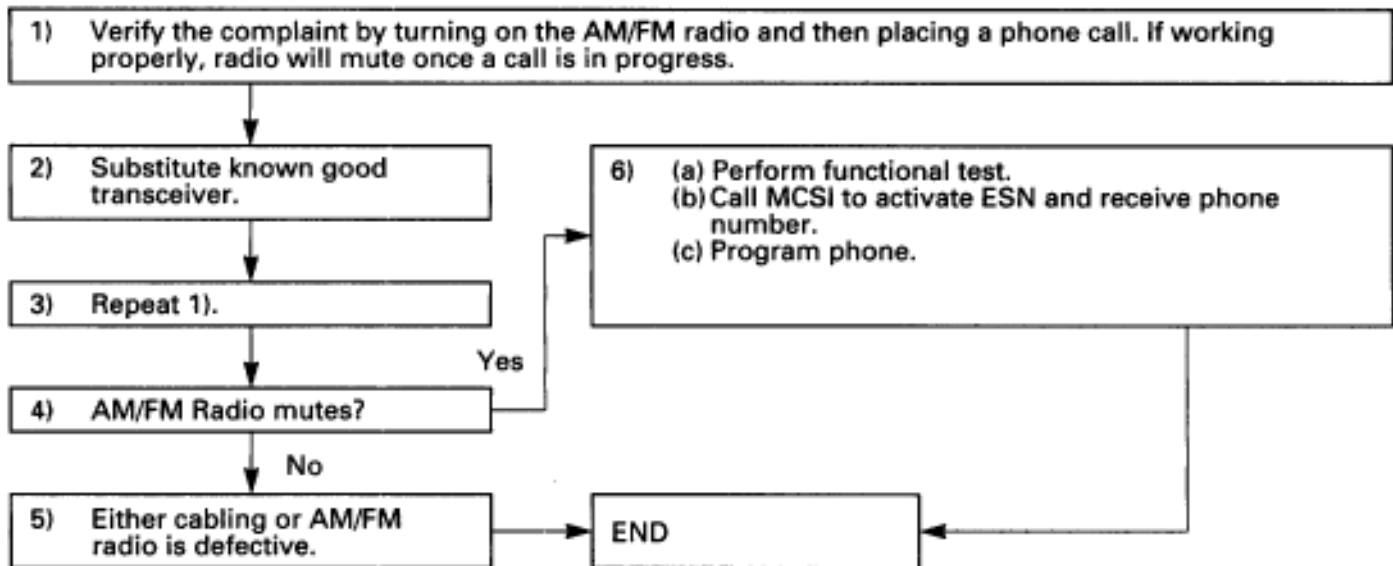 1) Verify the complaint by turning on the AM/FM radio and then placing a phone call. If working
properly, radio will mute once a call is in progress.
2) Substitute known good
transceiver.
6) (a) Perform functional test.
(b) Call MCSI to activate ESN and receive phone
number.
(c) Program phone.
3) Repeat 1).
Yes
4) AM/FM Radio mutes?
No
5) Either cabling or AM/FM
radio is defective.
END